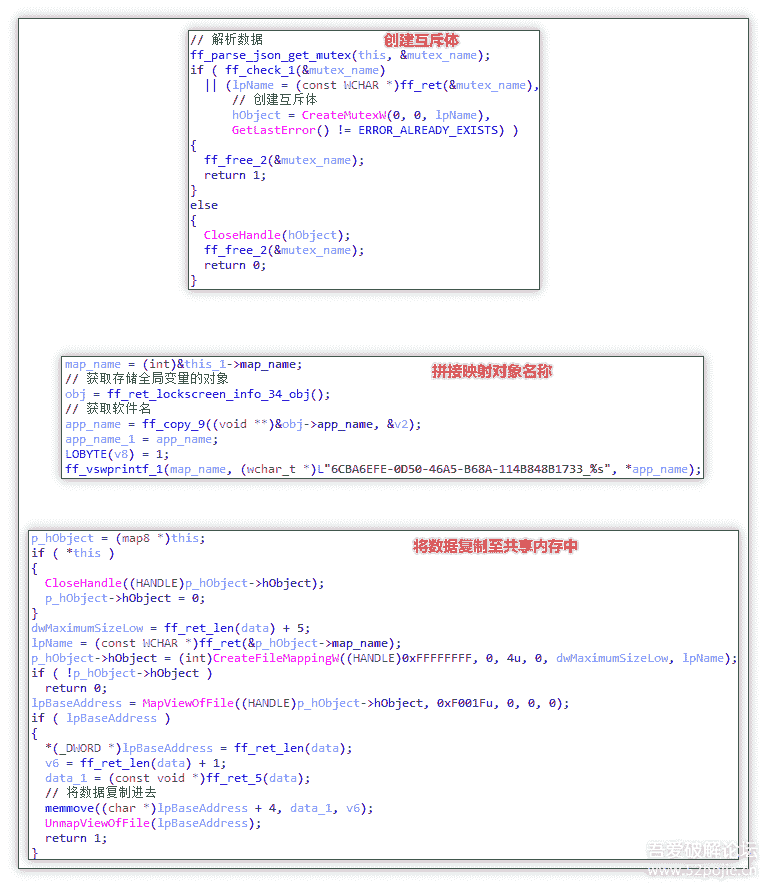 // 解析数据
创建互斥体
ff_parse_json_get_mutex(this, &mutex_name);
if ( ff_check_1(&mutex_name)
|| (lpName = (const WCHAR *)ff_ret(&mutex_name),
// 创建互斥体
hObject = CreateMutexW(0, 0, lpName),
GetLastError() != ERROR_ALREADY_EXISTS) )
{
ff_free_2(&mutex_name);
return 1;
}
else
{
CloseHandle(hObject);
ff_free_2(&mutex_name);
return 0;
}
map_name = (int)&this_1->map_name;
拼接映射对象名称
// 获取存储全局变量的对象
obj = ff_ret_lockscreen_info_34_obj();
// 获取软件名
app_name = ff_copy_9((void **)&obj->app_name, &v2);
app_name_1 = app_name;
LOBYTE(v8) = 1;
ff_vswprintf_1(map_name, (wchar_t *)L"6CBA6EFE-0D50-46A5-B68A-114B848B1733_%s", *app_name);
p_hObject = (map8 *)this;
将数据复制至共享内存中
if ( *this )
{
CloseHandle((HANDLE)p_hObject->hObject);
p_hObject->hObject = 0;
}
dwMaximumSizeLow = ff_ret_len(data) + 5;
lpName = (const WCHAR *)ff_ret(&p_hObject->map_name);
p_hObject->hObject = (int)CreateFileMappingW((HANDLE)0xFFFFFFFF, 0, 4u, 0, dwMaximumSizeLow, lpName);
if ( !p_hObject->hObject )
return 0;
lpBaseAddress = MapViewOfFile((HANDLE)p_hObject->hObject, 0xF001Fu, 0, 0, 0);
if ( lpBaseAddress )
{
*(_DWORD *)lpBaseAddress = ff_ret_len(data);
v6 = ff_ret_len(data) + 1;
data_1 = (const void *)ff_ret_5(data);
// 将数据复制进去
memmove((char *)lpBaseAddress + 4, data_1, v6);
UnmapViewOfFile(lpBaseAddress);
return 1;
}
吾爱破解论坛
www.52pojie.cn